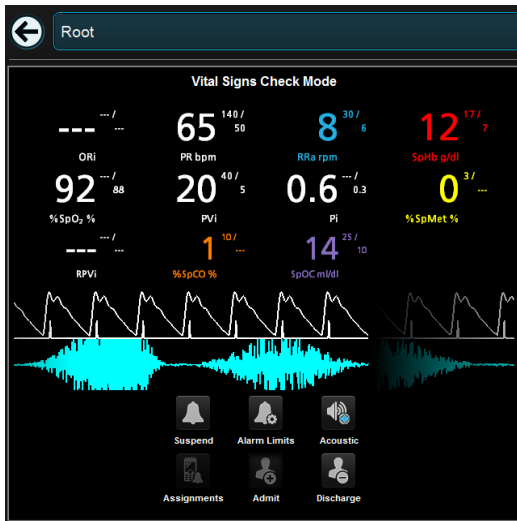 Root
Vital Signs Check Mode
--- ---/ --- 65 140/ 50 8 30/ 6 12 17/ 7
ORi PR bpm RRa rpm SpHb g/dl
92 ---/ 88 20 40/ 5 0.6 ---/ 0.3 0 3/ ---
%SpO₂ % PVi Pi %SpMet %
--- ---/ --- 1 10/ --- 14 25/ 10
RPVi %SpCO % SpOC ml/dl
Suspend Alarm Limits Acoustic
Assignments Admit Discharge